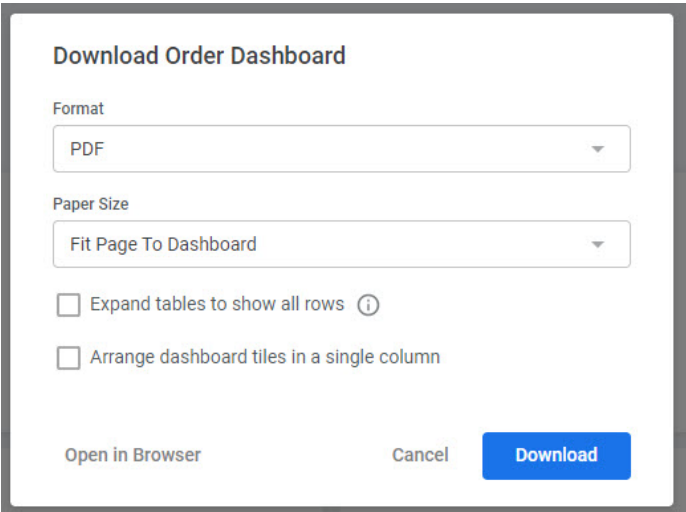 Download Order Dashboard
Format
PDF
Paper Size
Fit Page To Dashboard
Expand tables to show all rows
Arrange dashboard tiles in a single column
Open in Browser Cancel Download